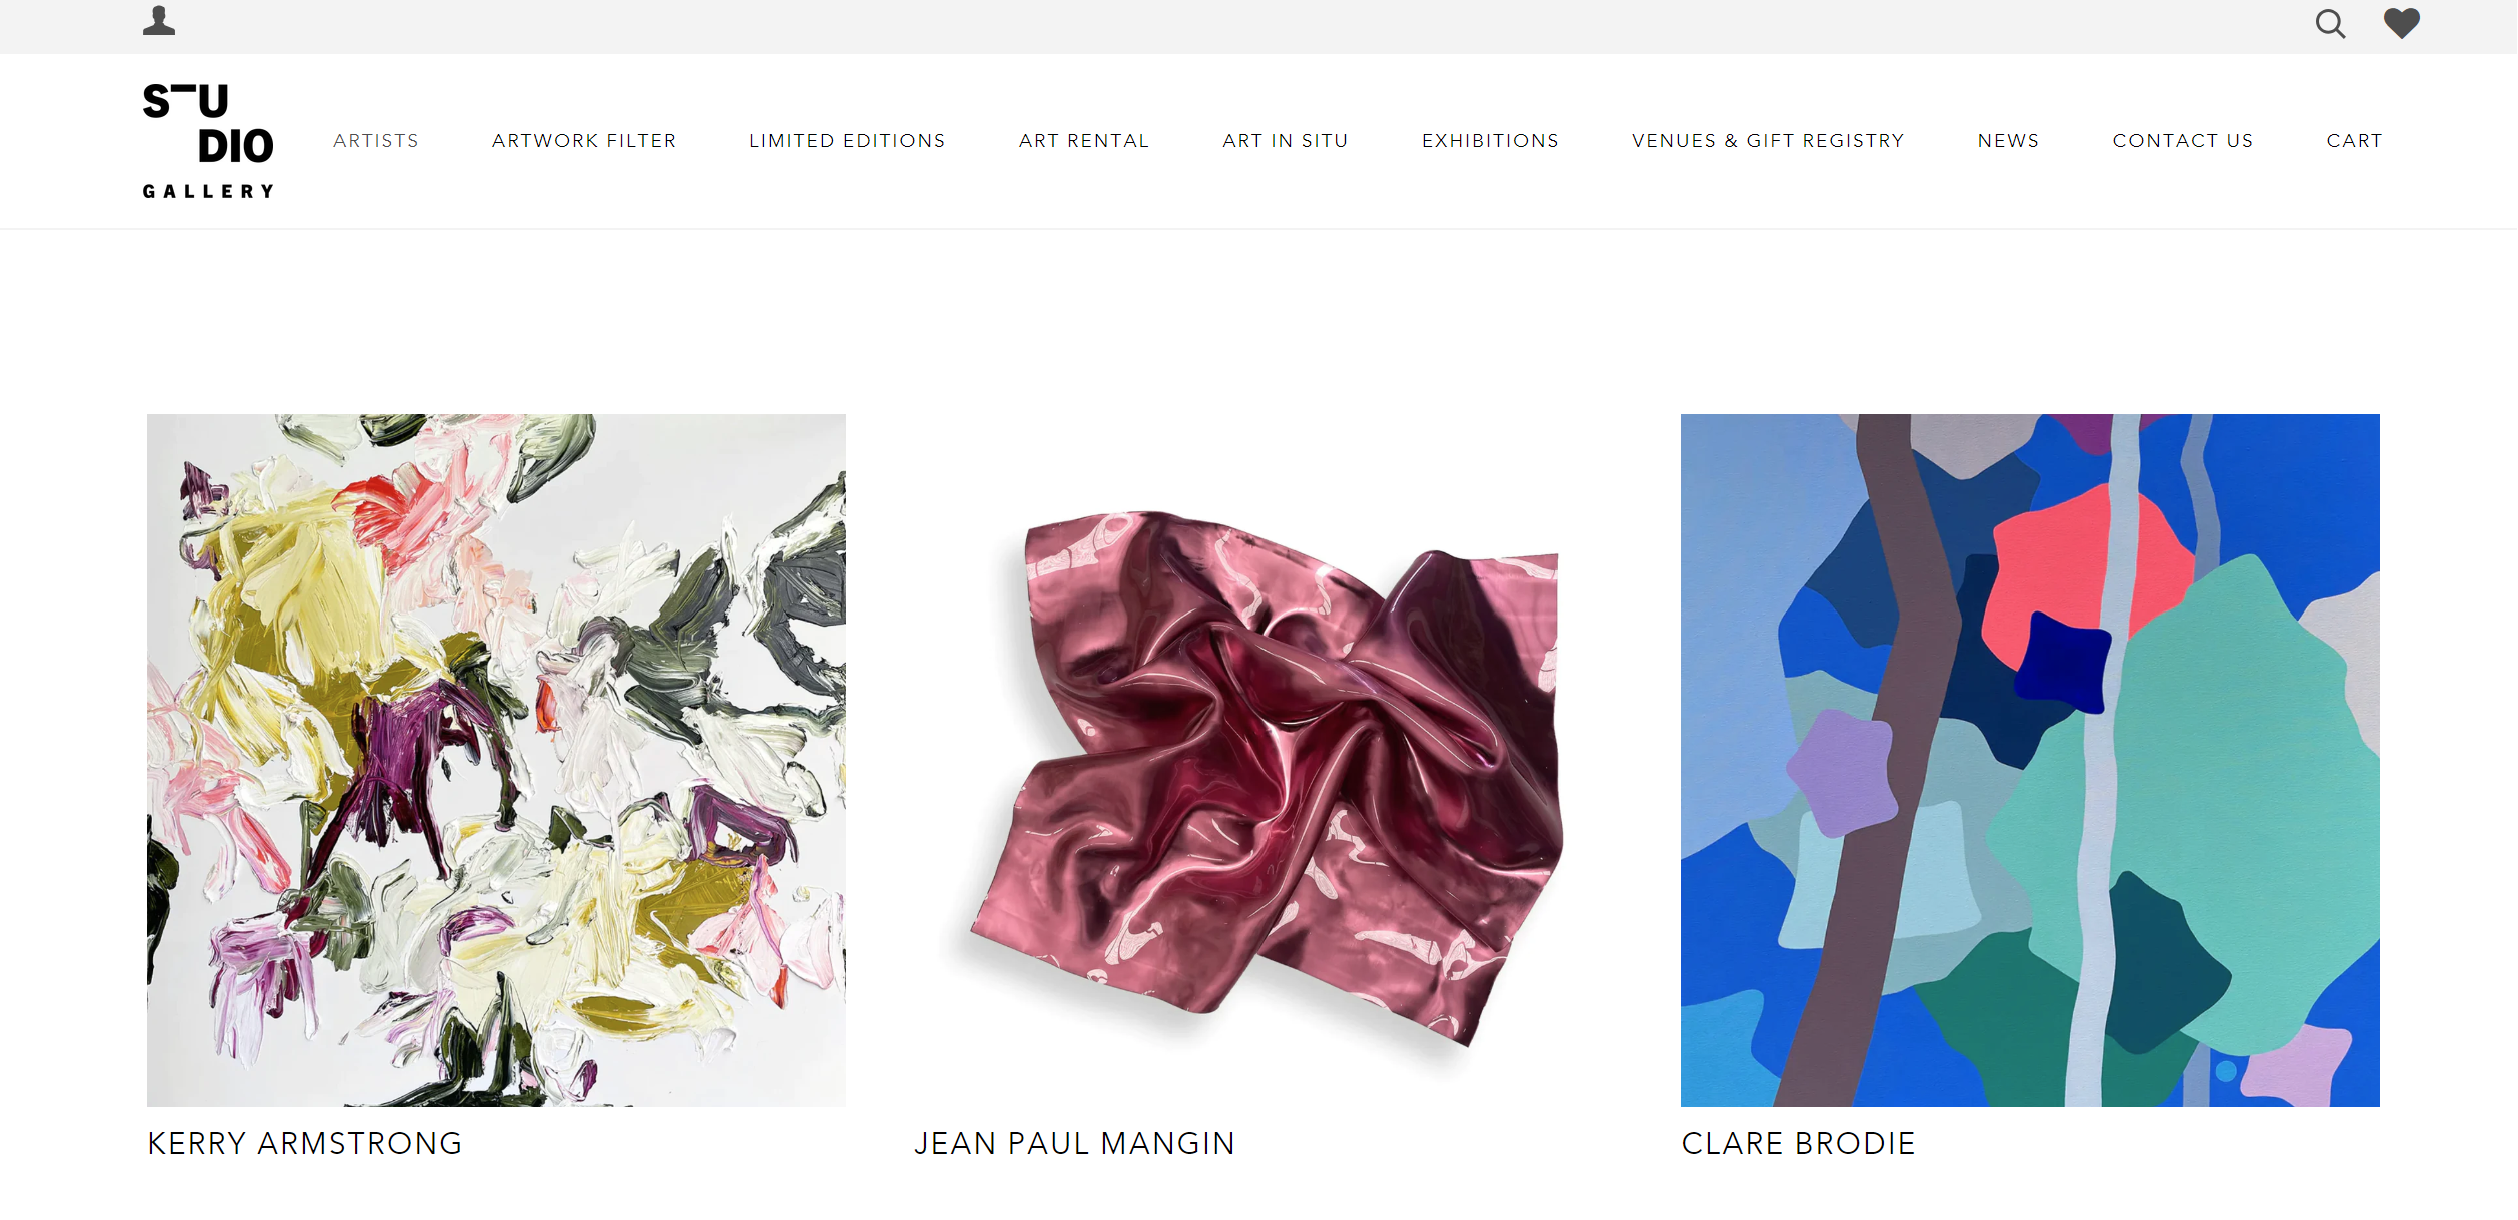 STU
DIO
GALLERY
ARTISTS ARTWORK FILTER LIMITED EDITIONS ART RENTAL ART IN SITU EXHIBITIONS VENUES & GIFT REGISTRY NEWS CONTACT US CART
KERRY ARMSTRONG JEAN PAUL MANGIN CLARE BRODIE